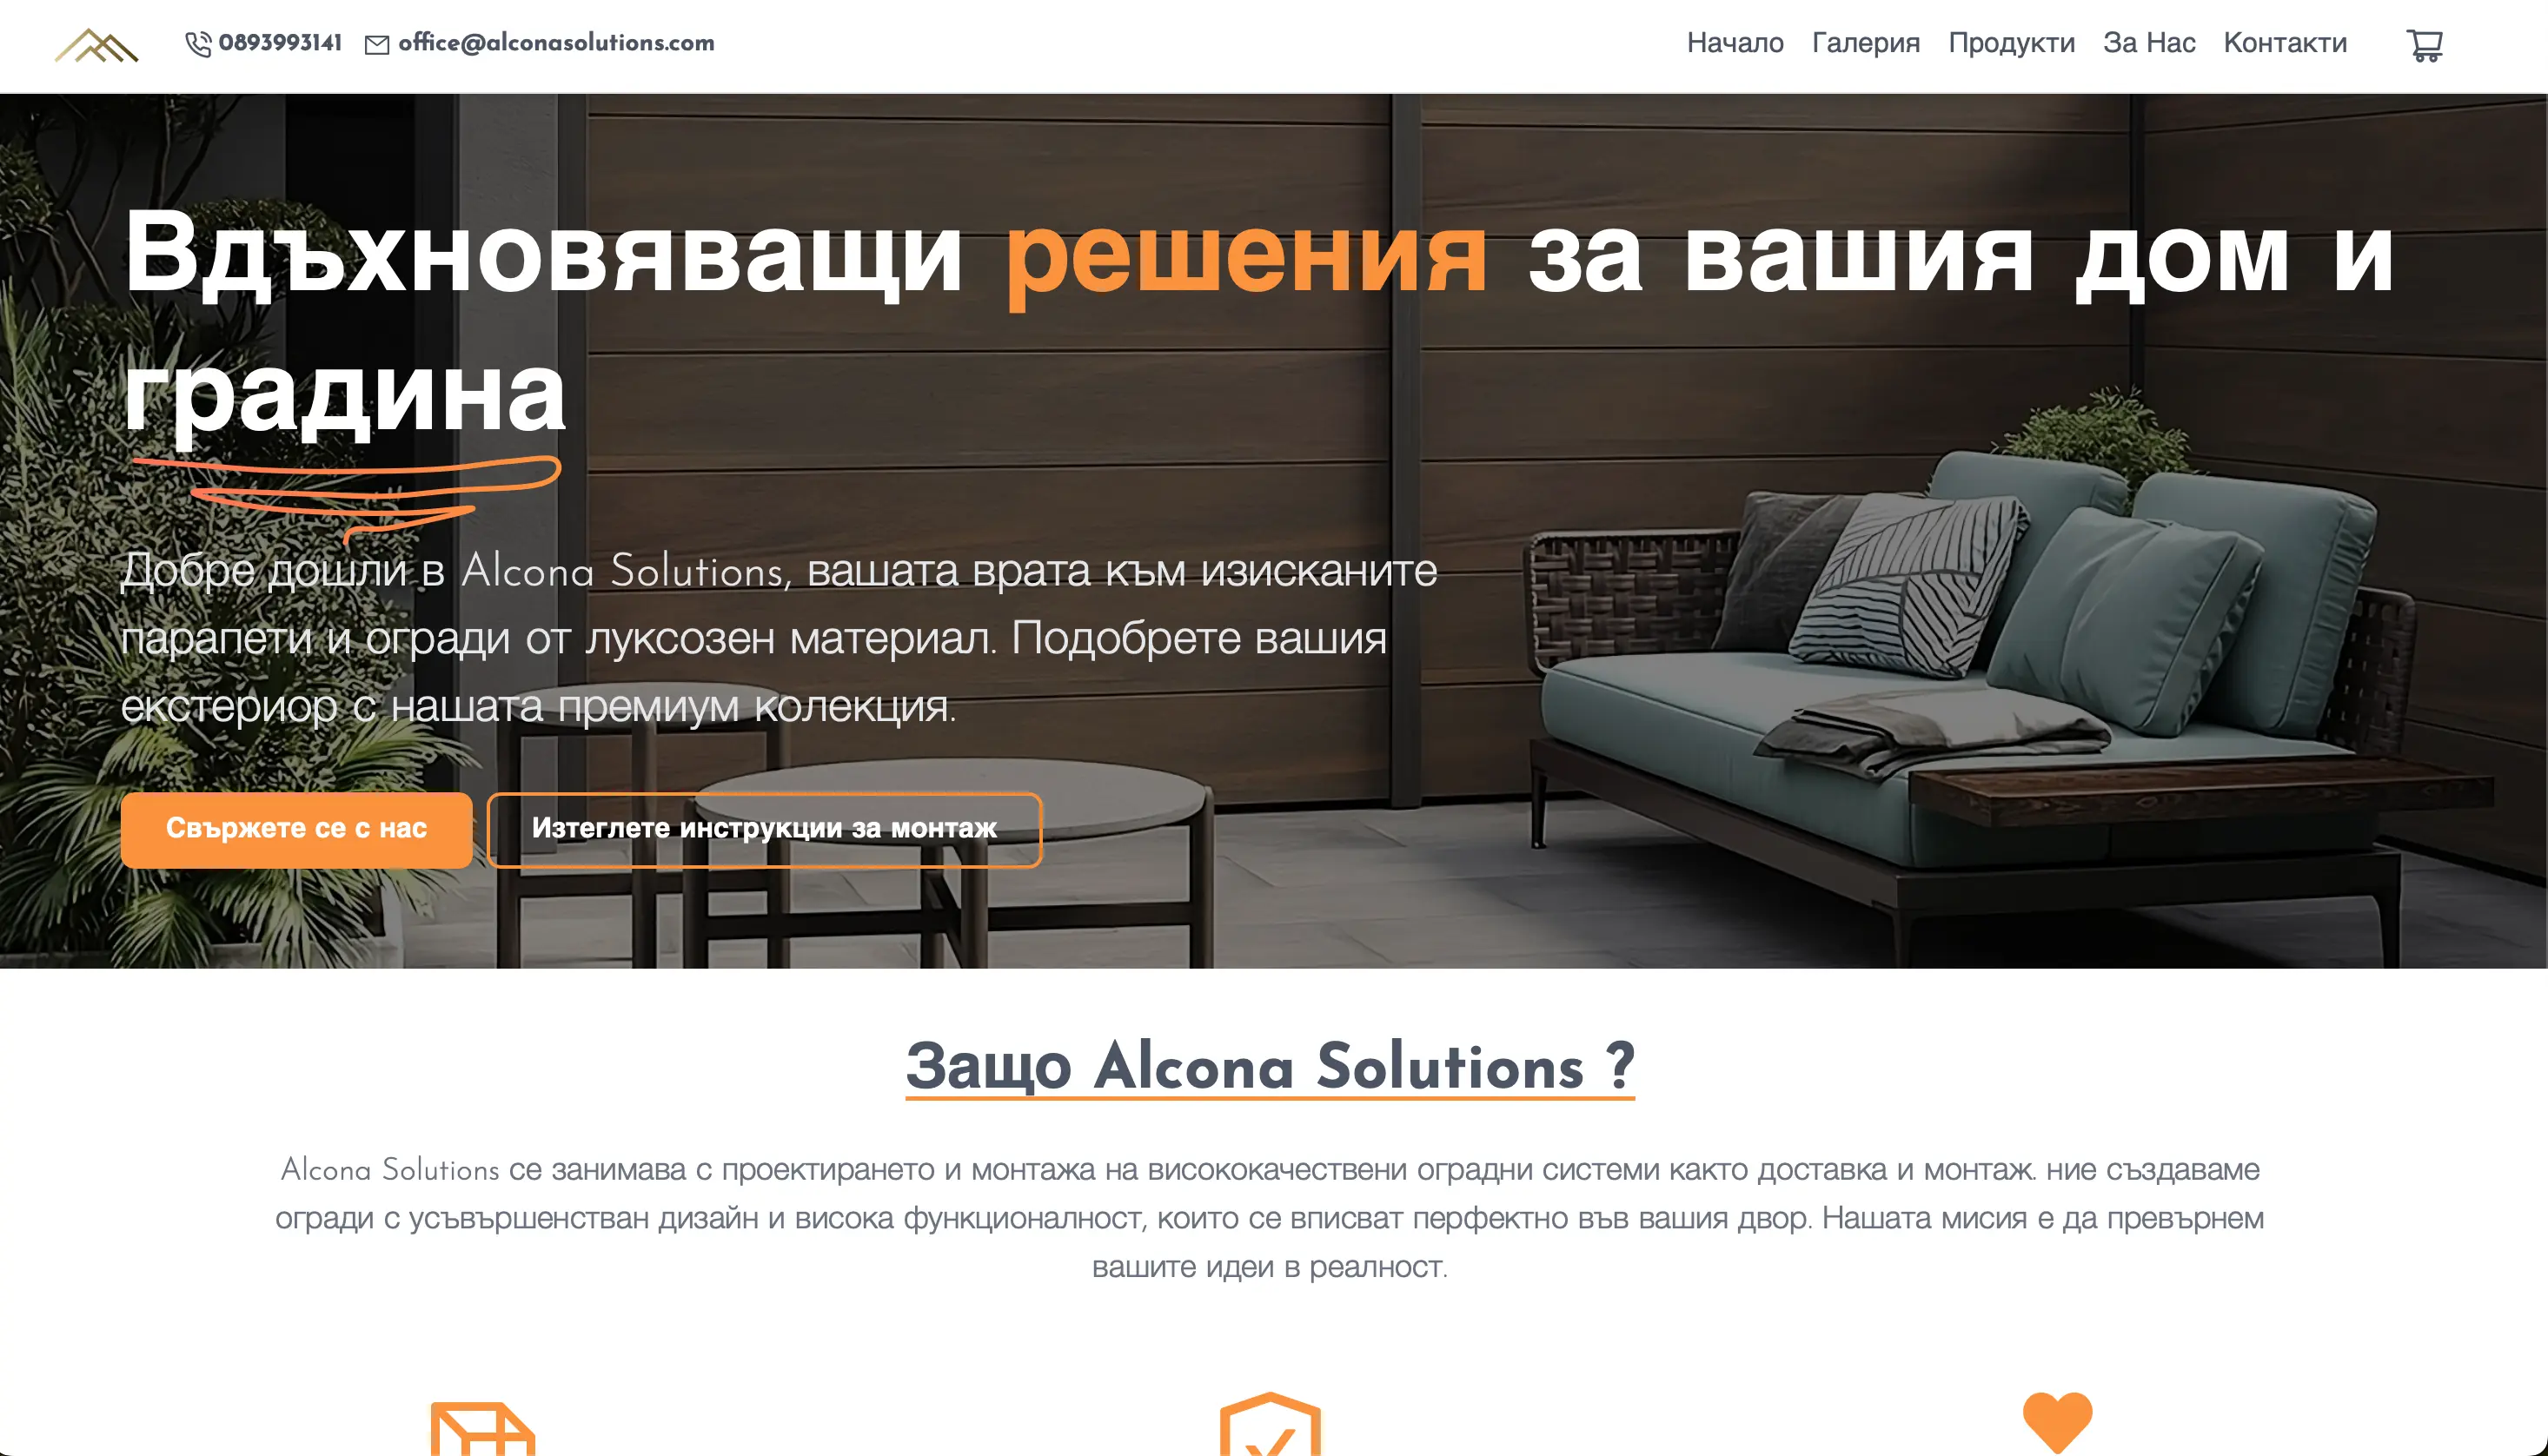 0893993141 office@alconasolutions.com Начало Галерия Продукти За Нас Контакти
Вдъхновяващи решения за вашия дом и
градина
Добре дошли в Alcona Solutions, вашата врата към изисканите
парапети и огради от луксозен материал. Подобрете вашия
екстериор с нашата премиум колекция.
Свържете се с нас Изтеглете инструкции за монтаж
Защо Alcona Solutions ?
Alcona Solutions се занимава с проектирането и монтажа на висококачествени оградни системи както доставка и монтаж. ние създаваме
огради с усъвършенстван дизайн и висока функционалност, които се вписват перфектно във вашия двор. Нашата мисия е да превърнем
вашите идеи в реалност.